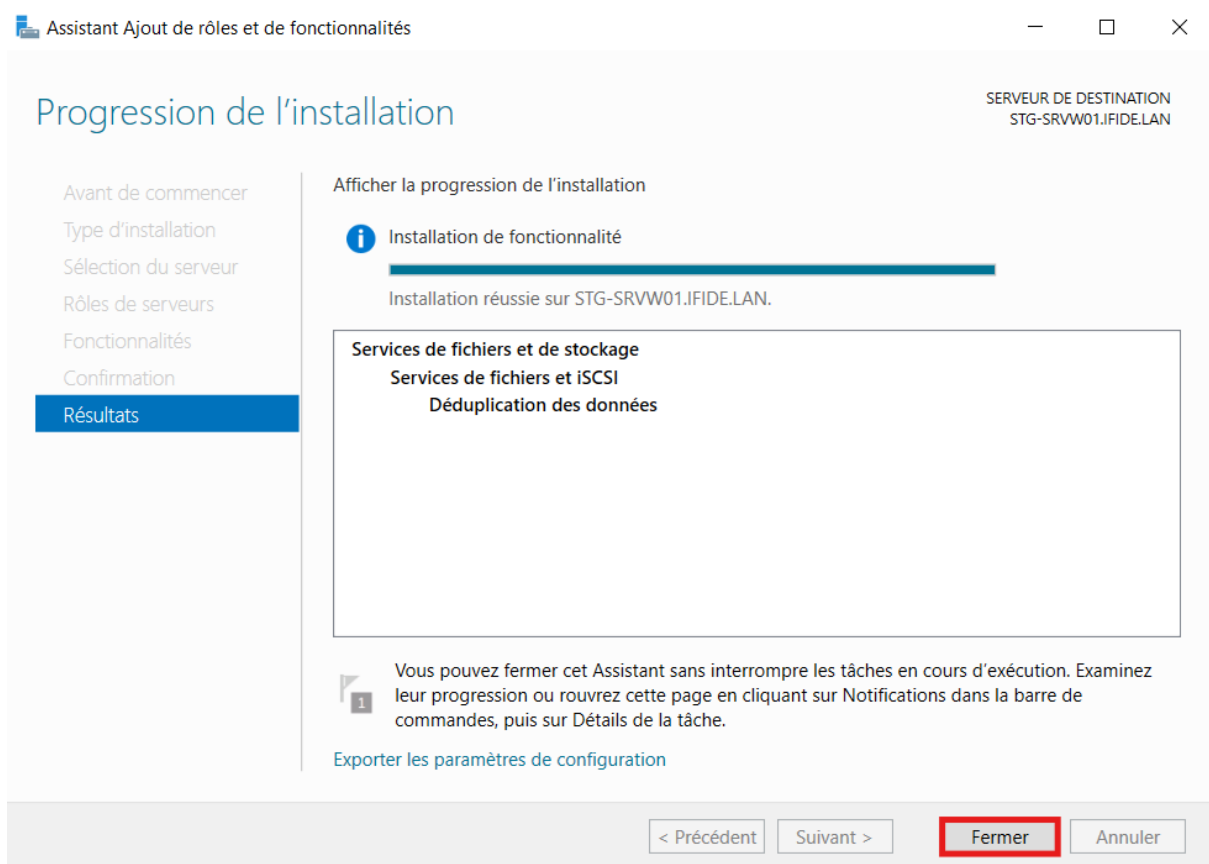 Assistant Ajout de rôles et de fonctionnalités
Progression de l'installation
SERVEUR DE DESTINATION
STG-SRVW01.IFIDE.LAN
Avant de commencer
Type d'installation
Sélection du serveur
Rôles de serveurs
Fonctionnalités
Confirmation
Résultats
Afficher la progression de l'installation
Installation de fonctionnalité
Installation réussie sur STG-SRVW01.IFIDE.LAN.
Services de fichiers et de stockage
Services de fichiers et iSCSI
Déduplication des données
1
Vous pouvez fermer cet Assistant sans interrompre les tâches en cours d'exécution. Examinez
leur progression ou rouvrez cette page en cliquant sur Notifications dans la barre de
commandes, puis sur Détails de la tâche.
Exporter les paramètres de configuration
< Précédent
Suivant >
Fermer
Annuler